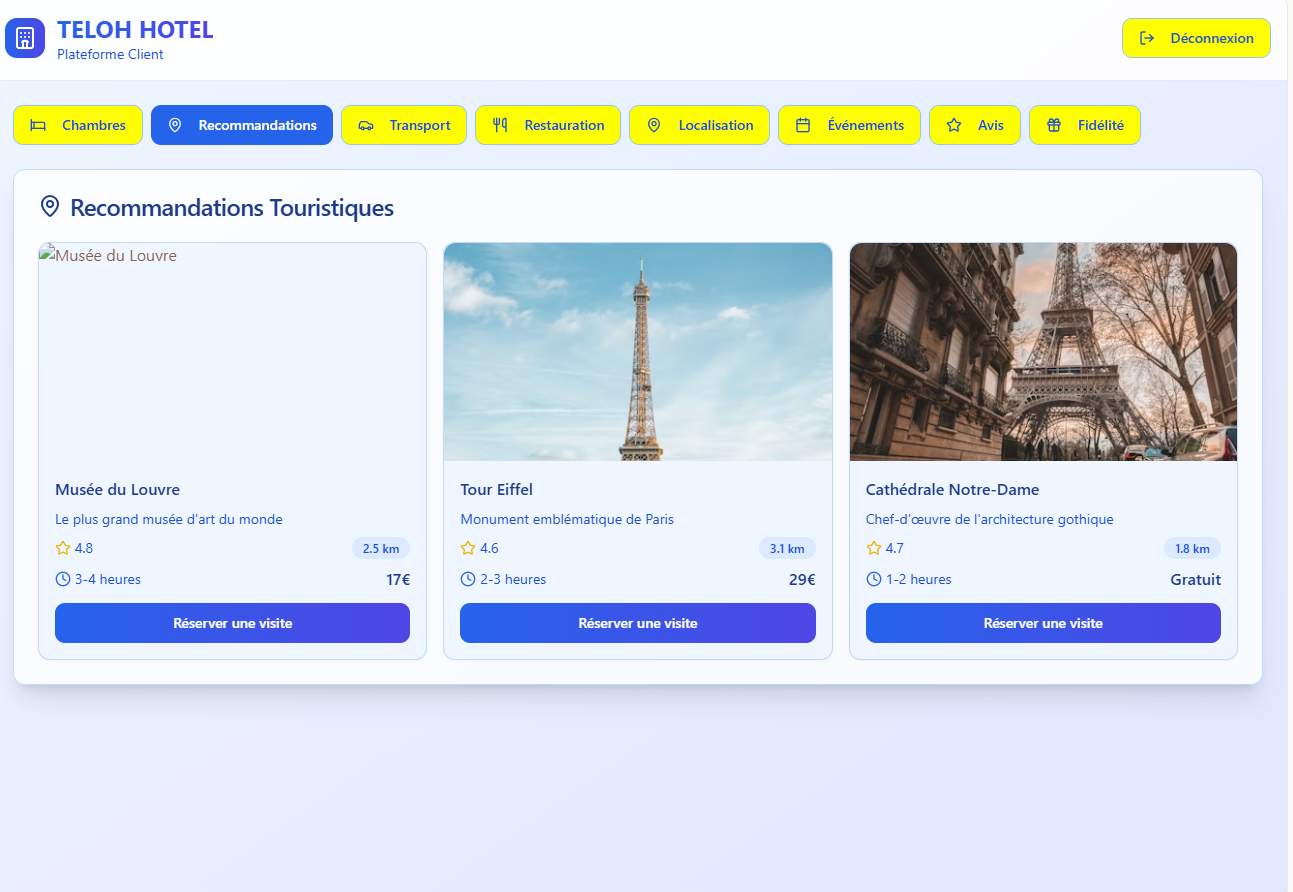 TELOH HOTEL
Plateforme Client
Déconnexion
Chambres
Recommandations
Transport
Restauration
Localisation
Événements
Avis
Fidélité
Recommandations Touristiques
Musée du Louvre
Musée du Louvre
Le plus grand musée d'art du monde
4.8
2.5 km
3-4 heures
17€
Réserver une visite
Tour Eiffel
Monument emblématique de Paris
4.6
3.1 km
2-3 heures
29€
Réserver une visite
Cathédrale Notre-Dame
Chef-d'œuvre de l'architecture gothique
4.7
1.8 km
1-2 heures
Gratuit
Réserver une visite